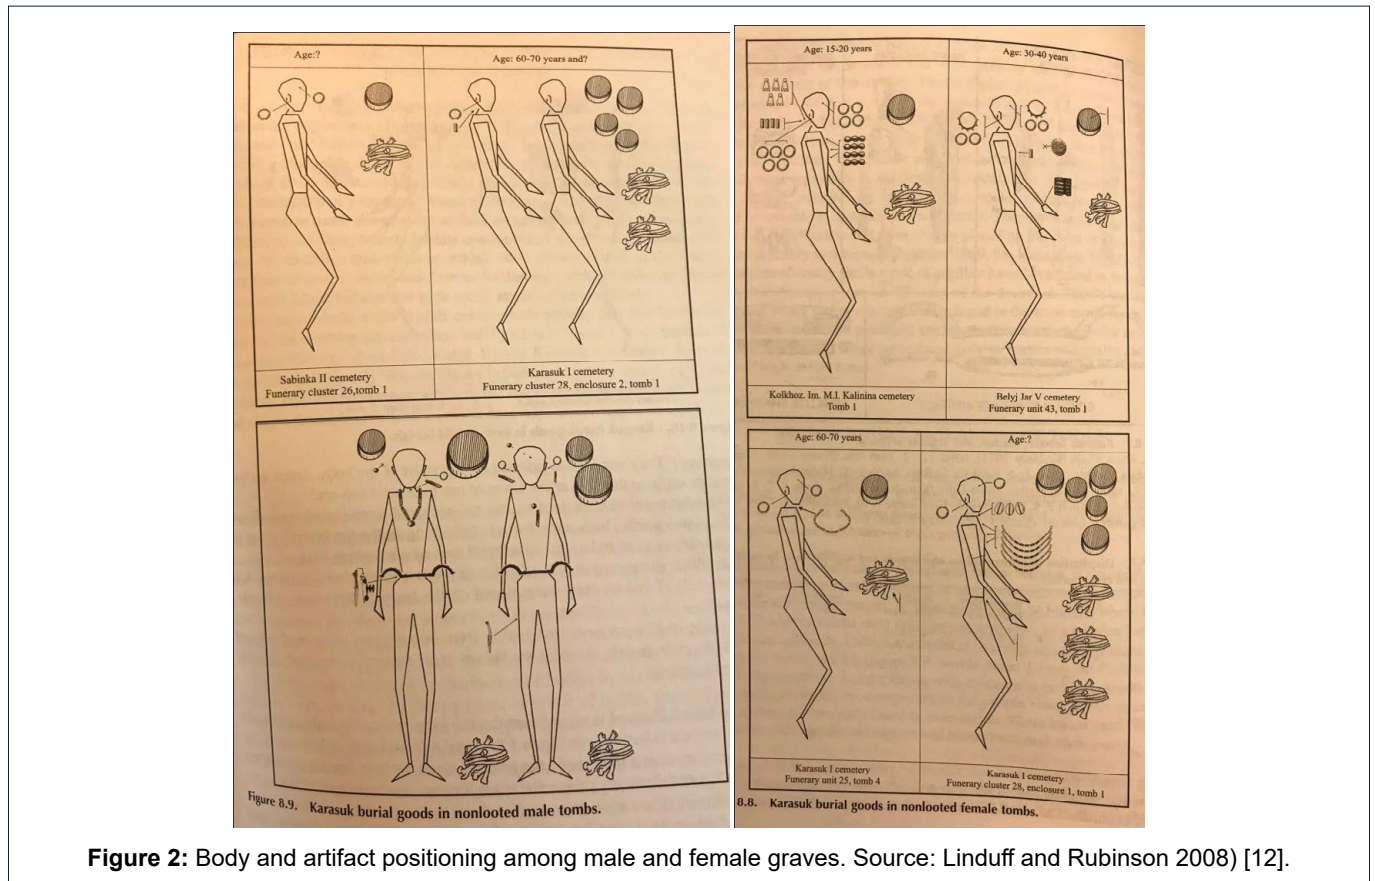 Age:?
Age: 60-70 years and?
Sabinka II cemetery
Funerary cluster 26,tomb 1
Karasuk I cemetery
Funerary cluster 28, enclosure 2, tomb 1
Figure 8.9. Karasuk burial goods in nonlooted male tombs.
Age: 15-20 years
Age: 30-40 years
Kolkhoz. Im. M.I. Kalinina cemetery
Tomb 1
Belyj Jar V cemetery
Funerary unit 43, tomb 1
Age: 60-70 years
Age:?
Karasuk I cemetery
Funerary unit 25, tomb 4
Karasuk I cemetery
Funerary cluster 28, enclosure 1, tomb 1
8.8. Karasuk burial goods in nonlooted female tombs.
Figure 2: Body and artifact positioning among male and female graves. Source: Linduff and Rubinson 2008) [12].